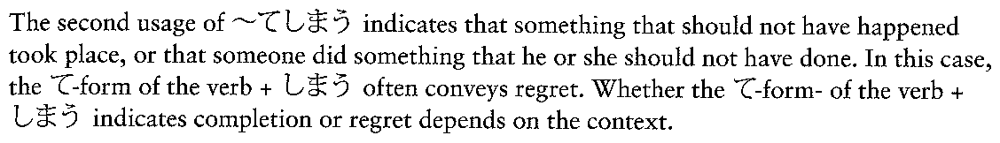 The second usage of ～てしまう indicates that something that should not have happened
took place, or that someone did something that he or she should not have done. In this case,
the て-form of the verb + しまう often conveys regret. Whether the て-form- of the verb +
しまう indicates completion or regret depends on the context.